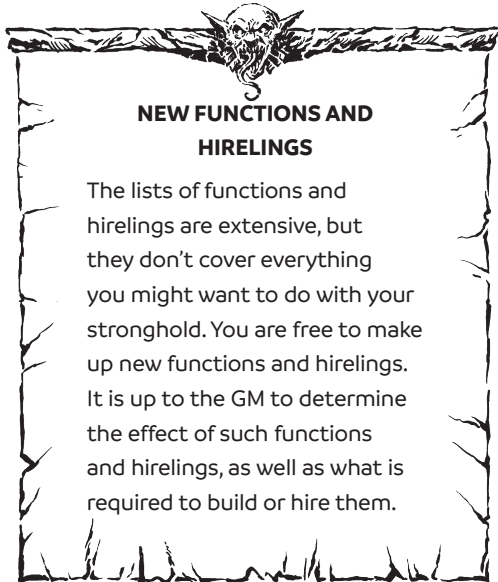 NEW FUNCTIONS AND
HIRELINGS
The lists of functions and
hirelings are extensive, but
they don't cover everything
you might want to do with your
stronghold. You are free to make
up new functions and hirelings.
It is up to the GM to determine
the effect of such functions
and hirelings, as well as what is
required to build or hire them.